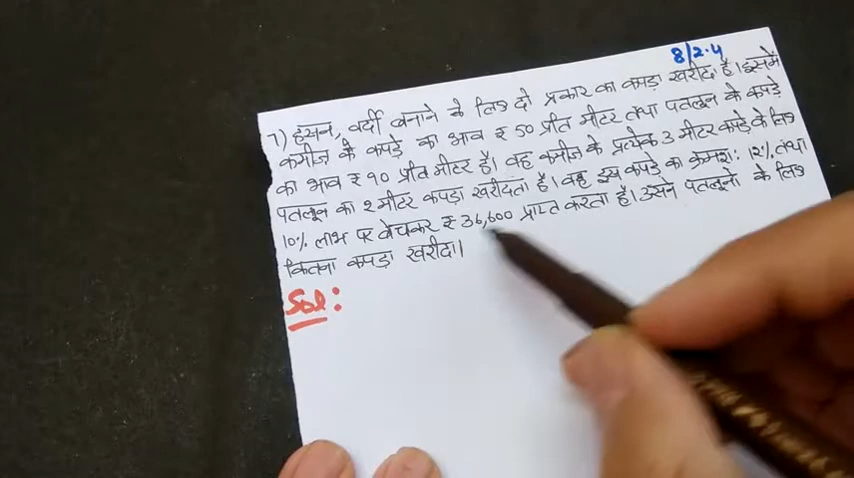 8/2.4
7) हसन, वर्दी बनाने के लिए दो प्रकार का कपड़ा खरीदा है। इसमें
कमीज के कपड़े का भाव ₹ 50 प्रति मीटर तथा पतलून के कपड़े
का भाव ₹ 90 प्रति मीटर है। वह कमीज के प्रत्येक 3 मीटर कपड़े के लिए
पतलून का 2 मीटर कपड़ा खरीदता है। वह इस कपड़े का क्रमशः 12% तथा
10% लाभ पर बेचकर ₹ 36,600 प्राप्त करता है। उसने पतलूनो के लिए
कितना कपड़ा खरीदा।
Sol: